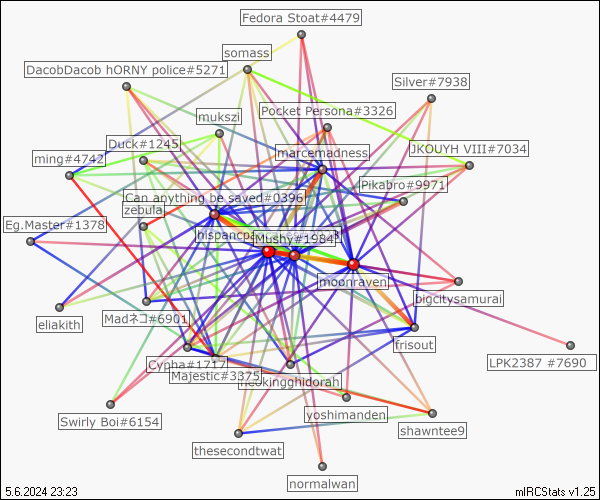 Fedora Stoat#4479
somass
DacobDacob hORNY police#5271
Silver#7938
Pocket Persona#3326
mukszi
Duck#1245
marcemadness
JKOUYH VIII#7034
ming#4742
Pikabro#9971
Can anything be saved#0396
zebula
Eg.Master#1378
Mushy#1984
moonraven
bigcitysamurai
Madネコ#6901
eliakith
frisout
LPK2387 #7690
Cypha#1717
Majestic#3375
neokingghidorah
yoshimanden
Swirly Boi#6154
shawntee9
thesecondtwat
normalwan
5.6.2024 23:23
mIRCStats v1.25